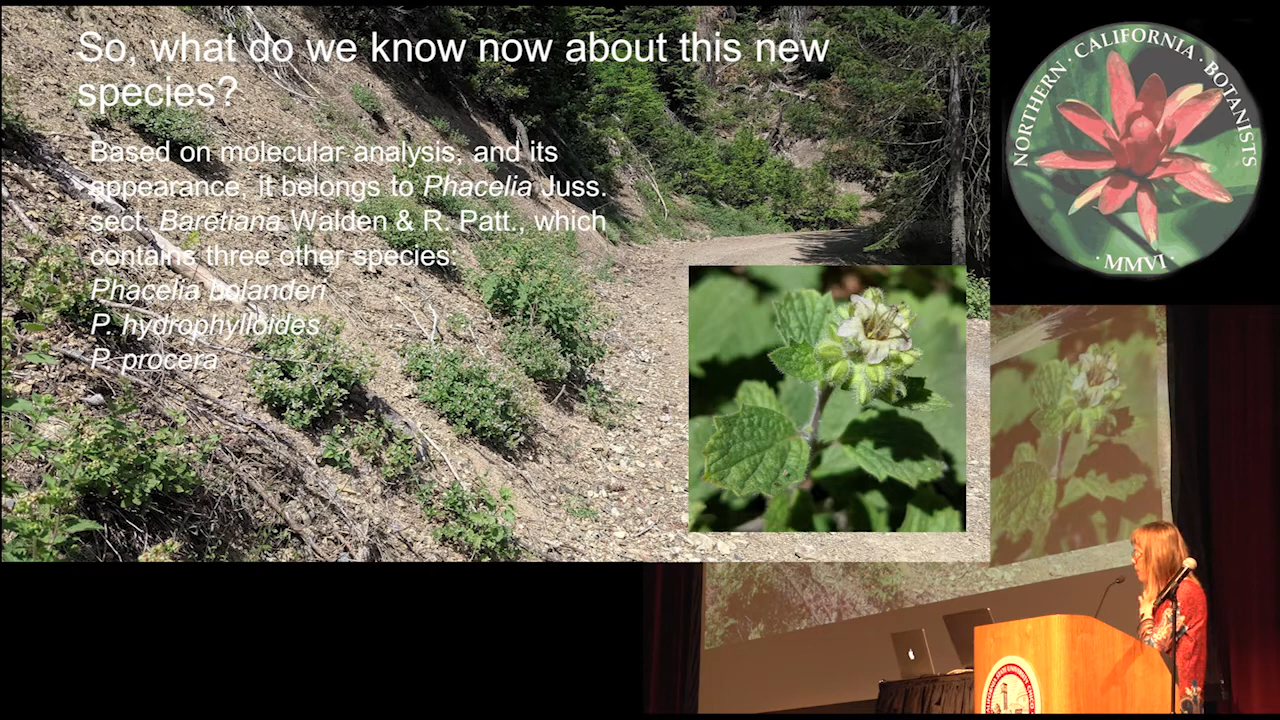 So, what do we know now about this new
species?
Based on molecular analysis, and its
appearance, it belongs to Phacelia Juss.
sect. Baretiana Walden & R. Patt., which
contains three other species:
Phacelia bolanderi
P. hydrophylloides
P. procera
NORTHERN · CALIFORNIA · BOTANISTS
· MMVI ·